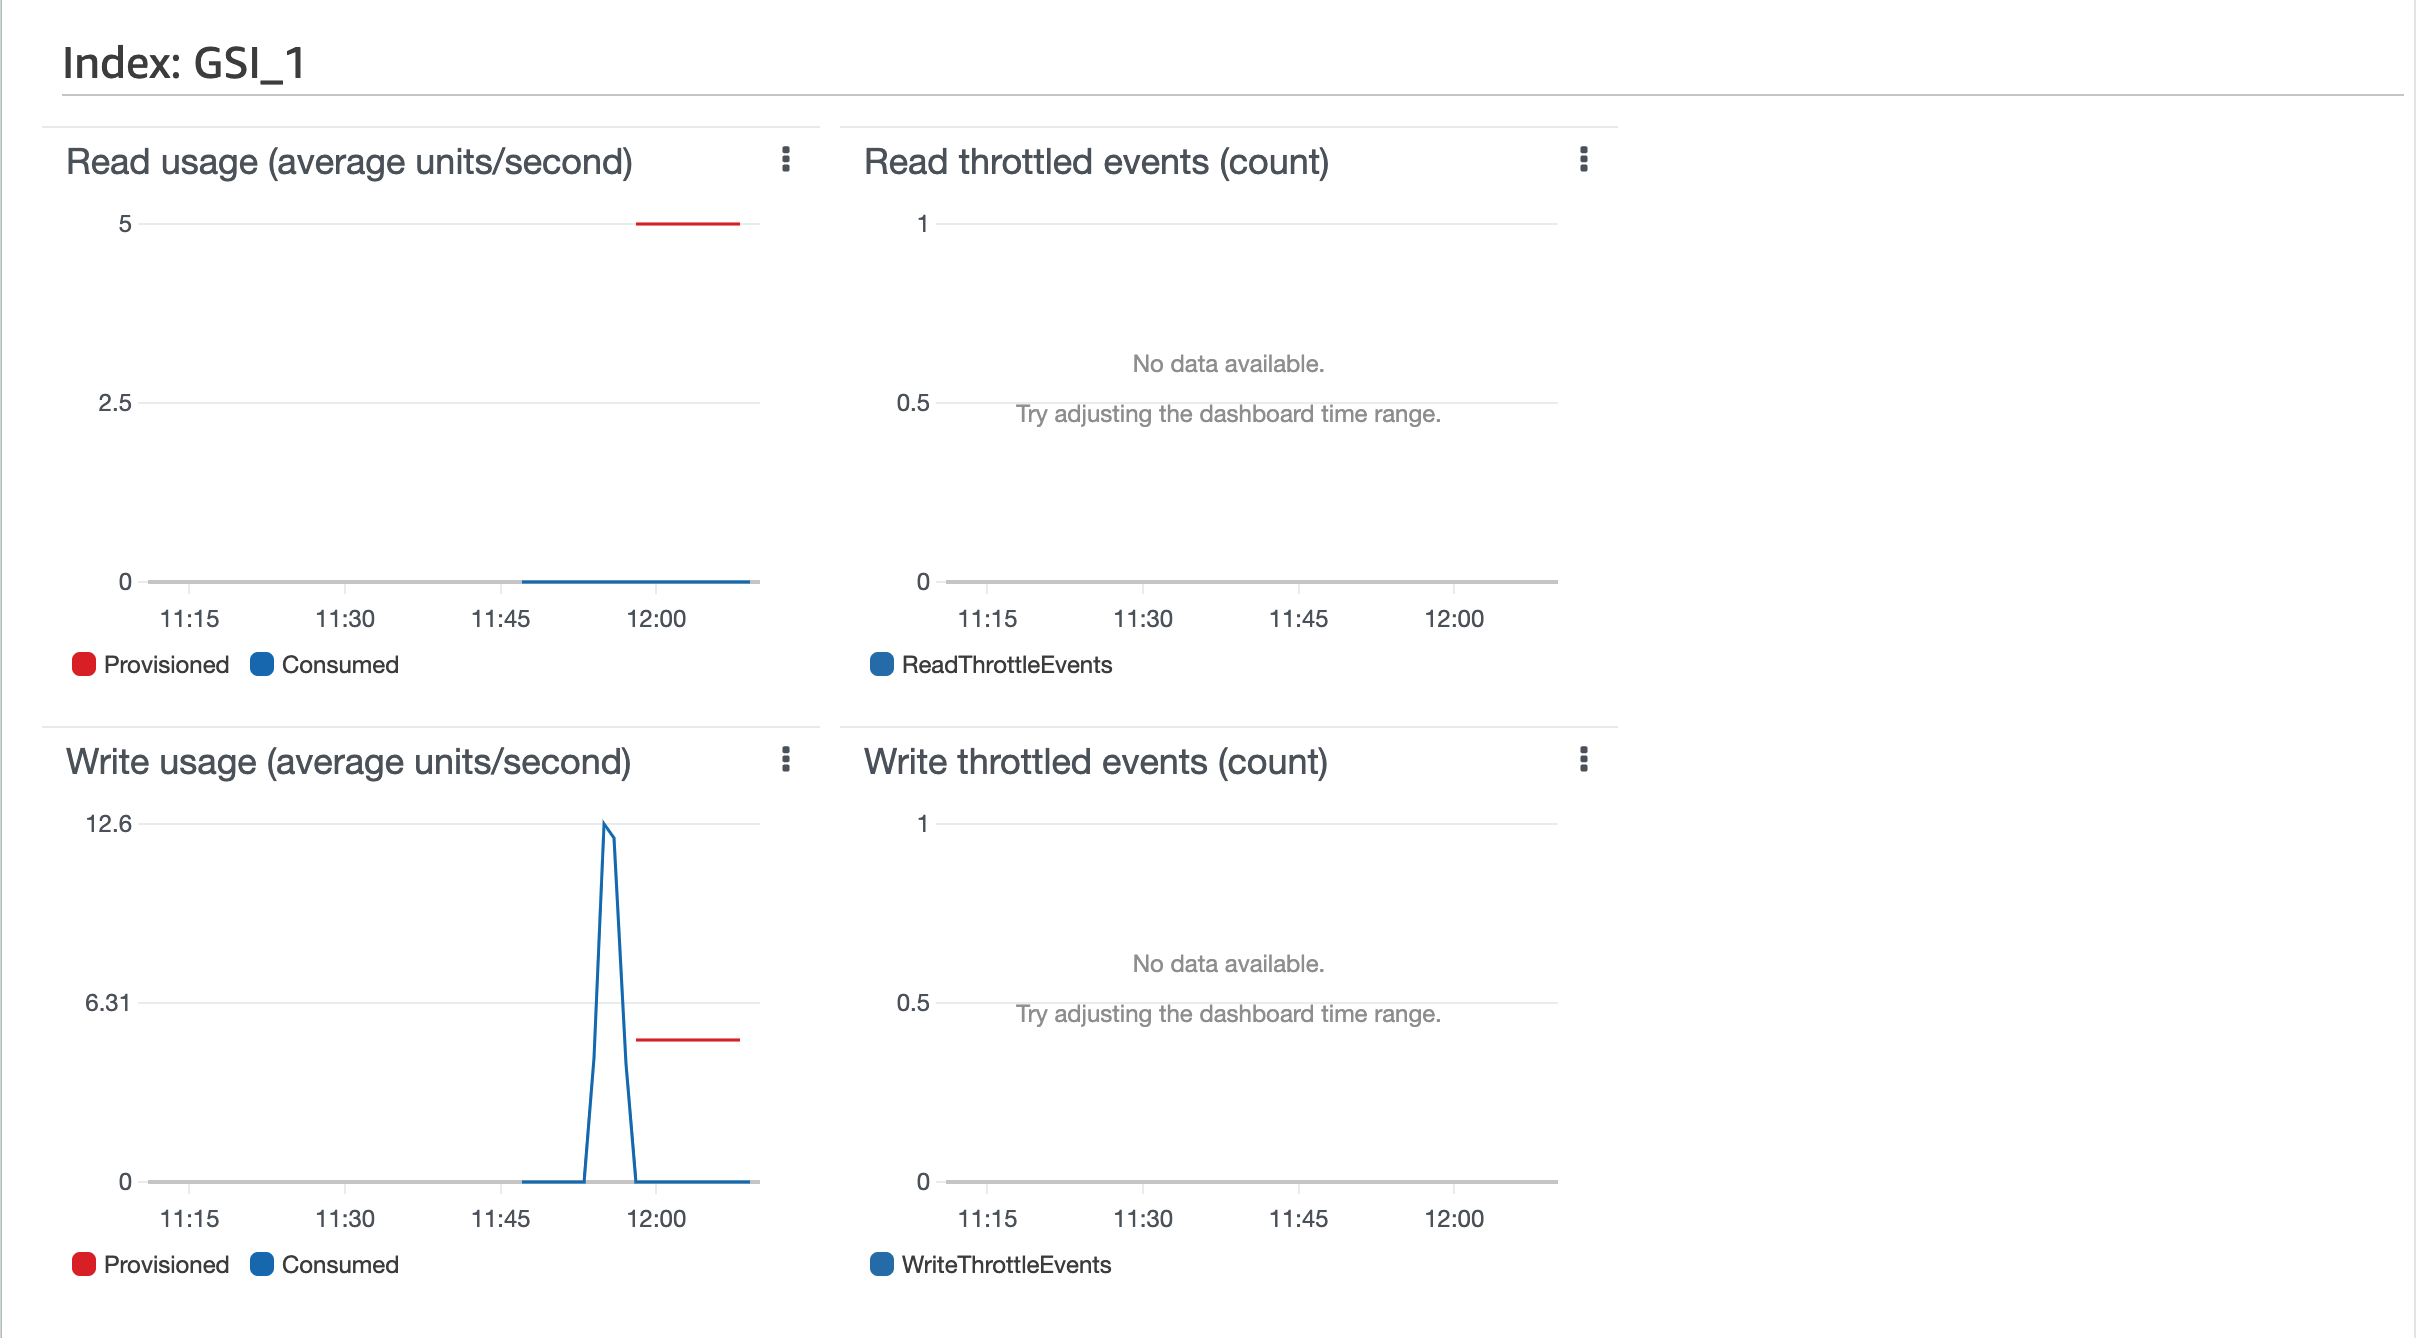 Index: GSI_1
Read usage (average units/second)
5
2.5
0
11:15 11:30 11:45 12:00
Provisioned Consumed
Read throttled events (count)
1
No data available.
0.5
Try adjusting the dashboard time range.
0
11:15 11:30 11:45 12:00
ReadThrottleEvents
Write usage (average units/second)
12.6
6.31
0
11:15 11:30 11:45 12:00
Provisioned Consumed
Write throttled events (count)
1
No data available.
0.5
Try adjusting the dashboard time range.
0
11:15 11:30 11:45 12:00
WriteThrottleEvents